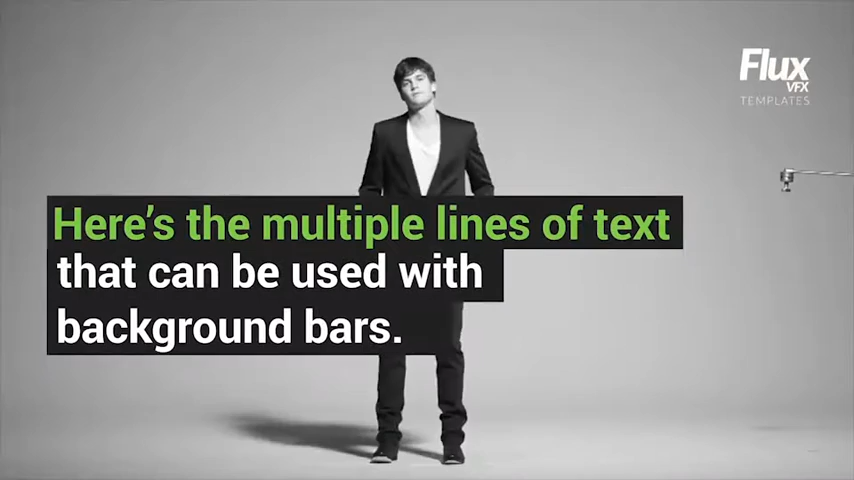 Flux
VFX
TEMPLATES
Here's the multiple lines of text
that can be used with
background bars.